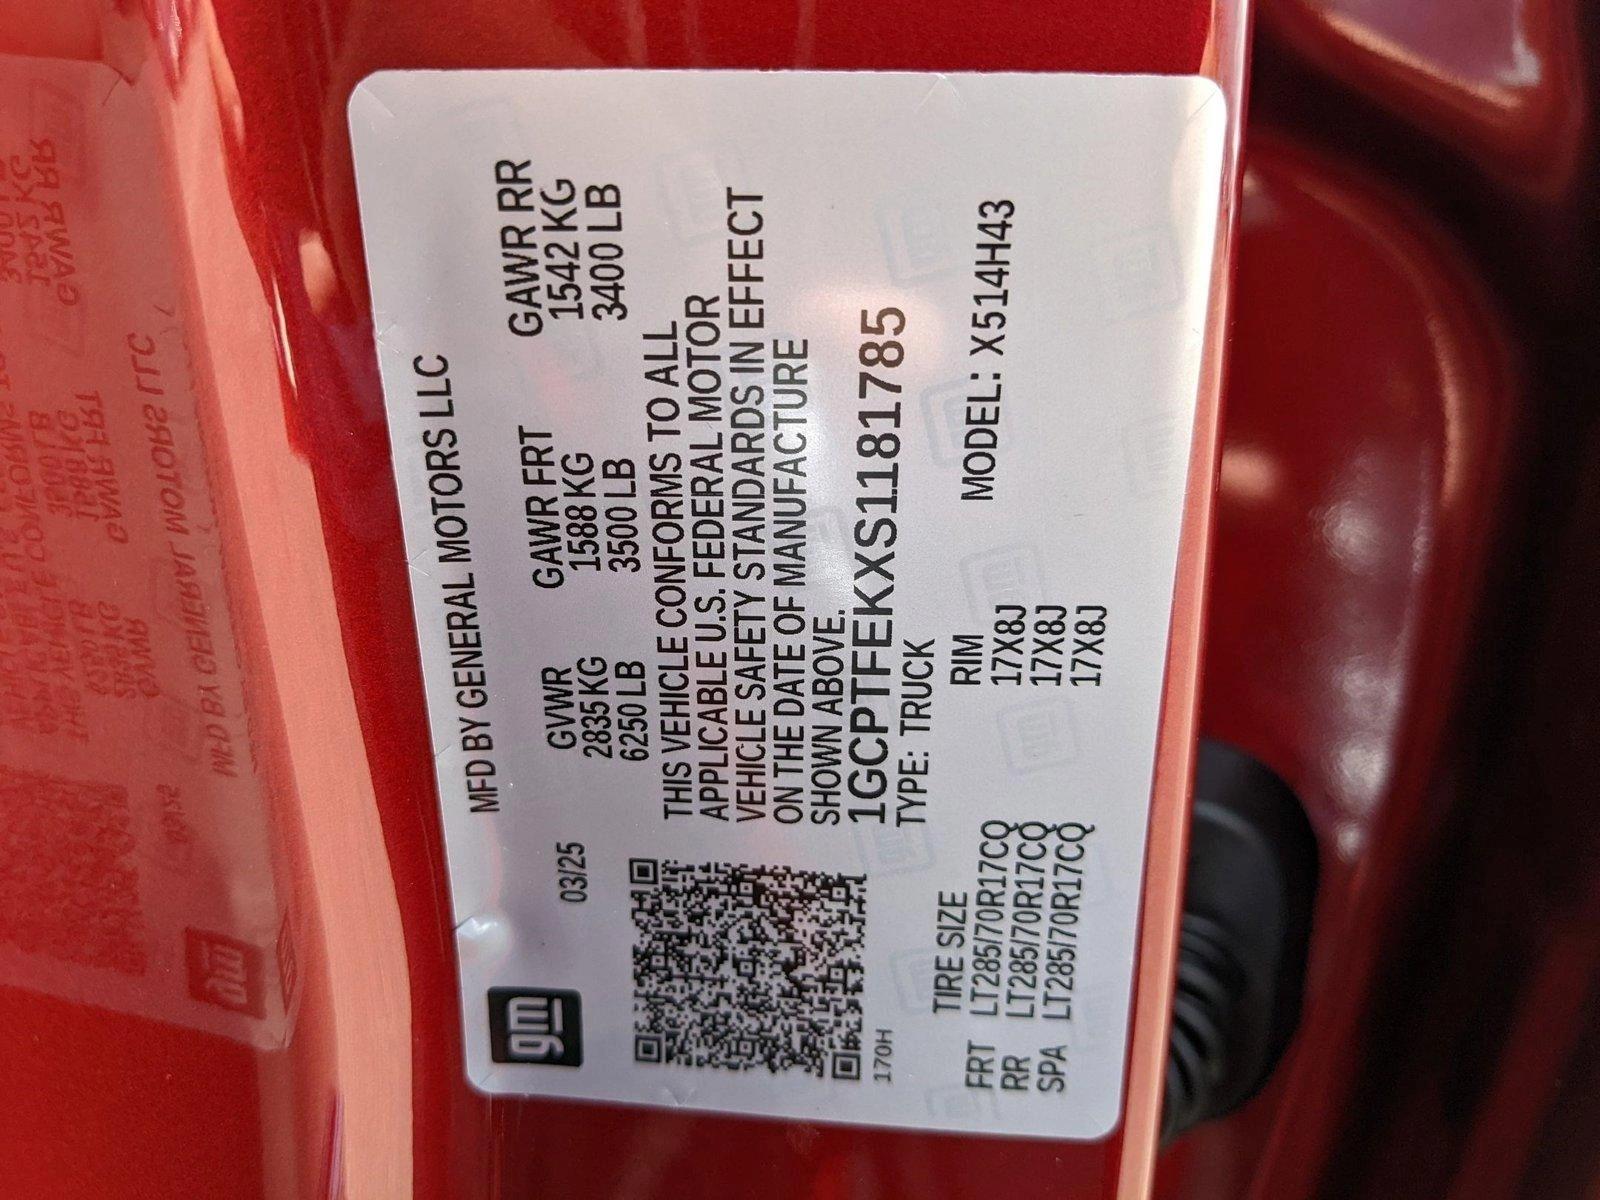 gm
MFD BY GENERAL MOTORS LLC
03/25
GVWR GAWR FRT GAWR RR
2835 KG 1588 KG 1542 KG
6250 LB 3500 LB 3400 LB
THIS VEHICLE CONFORMS TO ALL
APPLICABLE U.S. FEDERAL MOTOR
VEHICLE SAFETY STANDARDS IN EFFECT
ON THE DATE OF MANUFACTURE
SHOWN ABOVE.
1GCPTFEKXS1181785
170H
TYPE: TRUCK
MODEL: X514H43
TIRE SIZE RIM
FRT LT285/70R17CQ 17X8J
RR LT285/70R17CQ 17X8J
SPA LT285/70R17CQ 17X8J